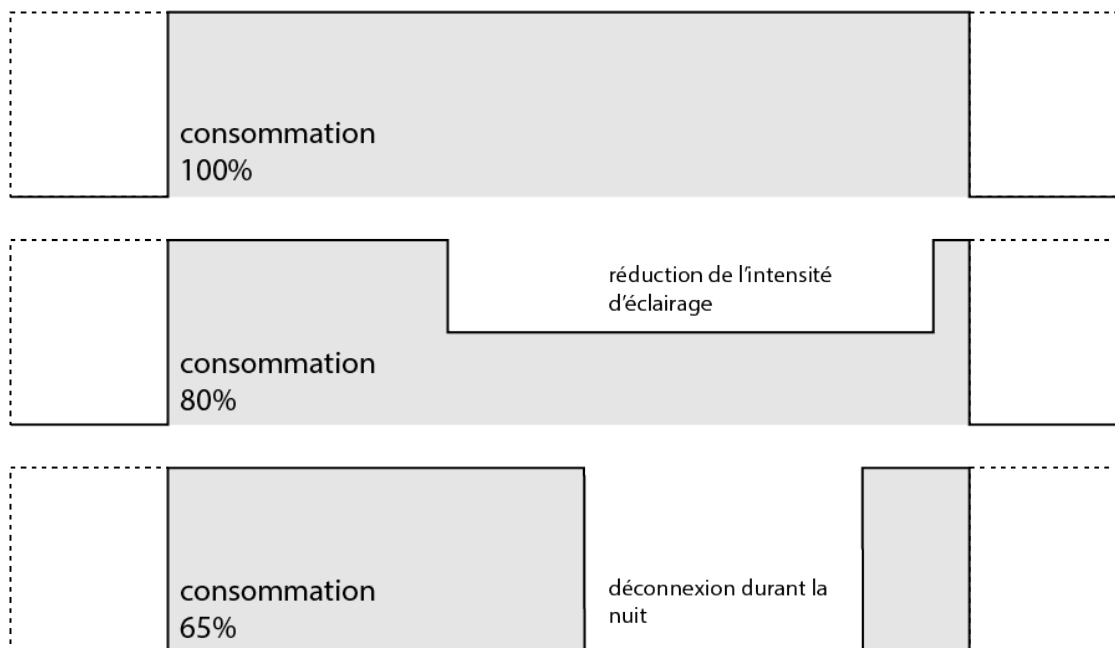 consommation
100%
réduction de l’intensité
d’éclairage
consommation
80%
consommation
65%
déconnexion durant la
nuit